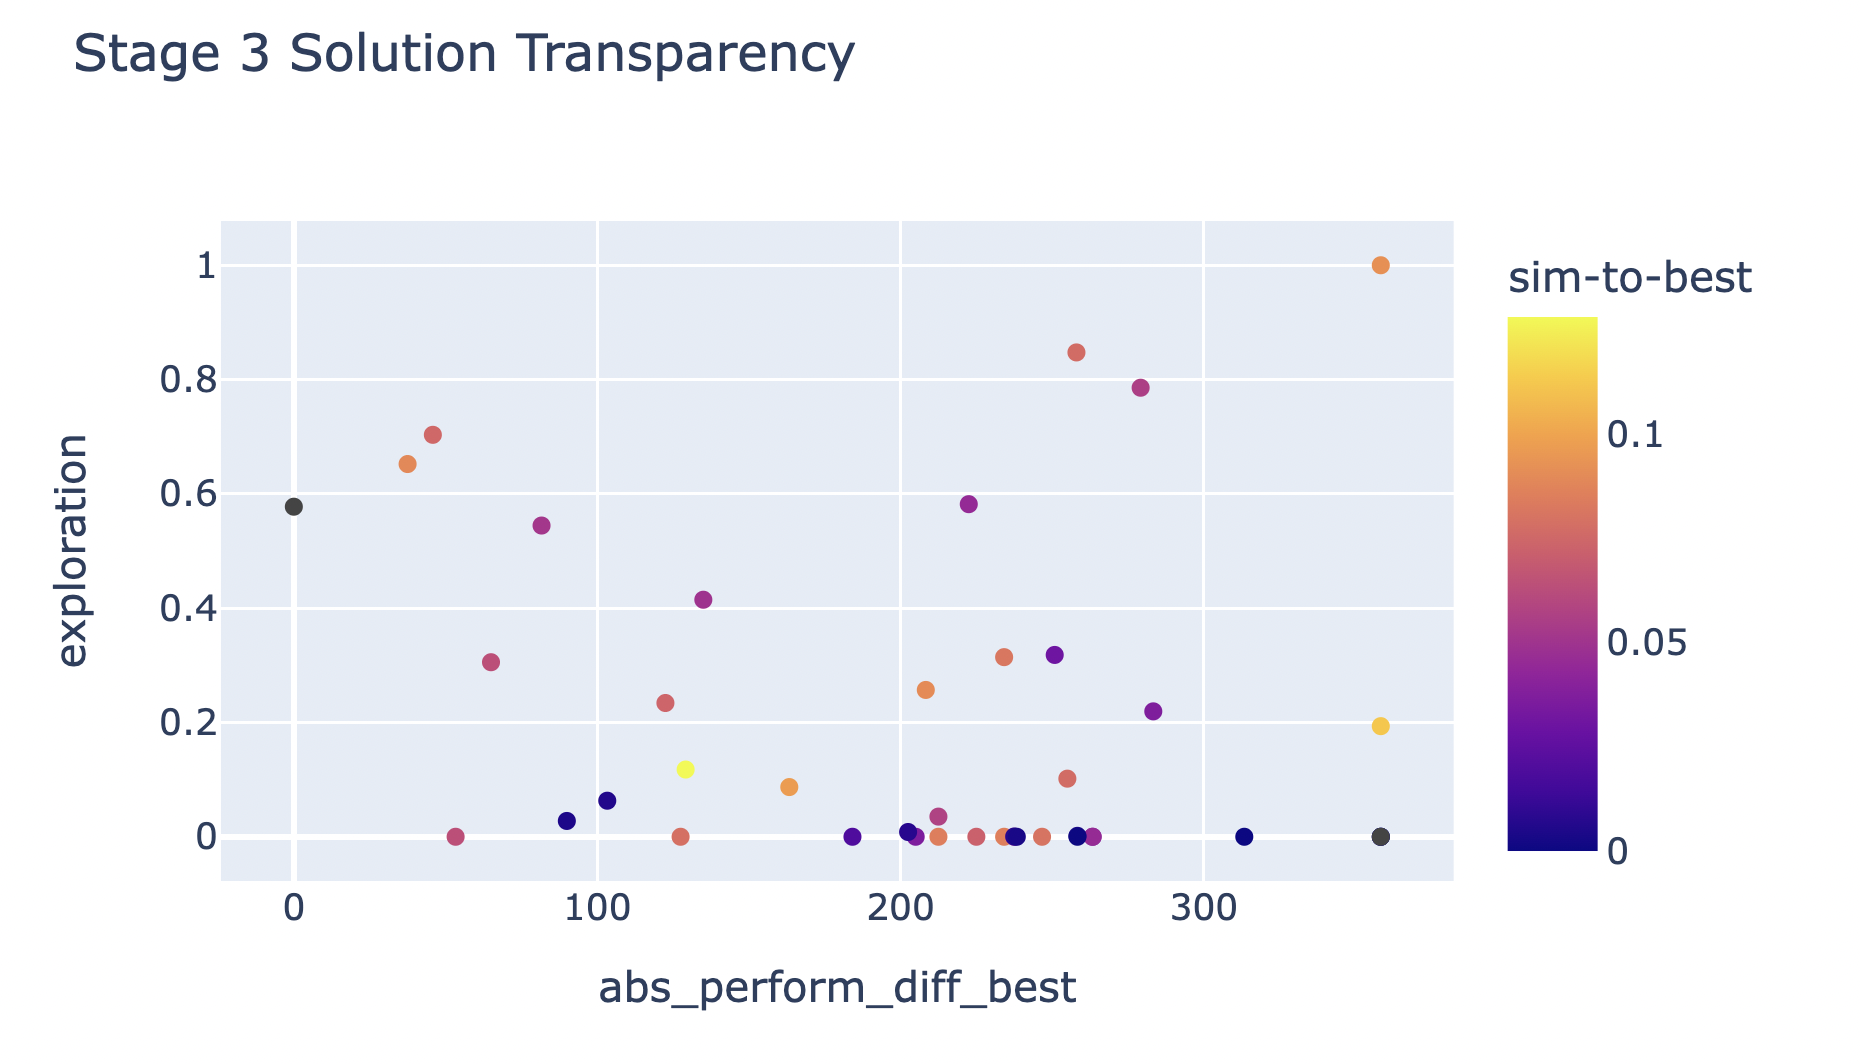 Stage 3 Solution Transparency
sim-to-best
1
0.8
0.6
0.4
0.2
0
exploration
0.1
0.05
0
0 100 200 300
abs_perform_diff_best